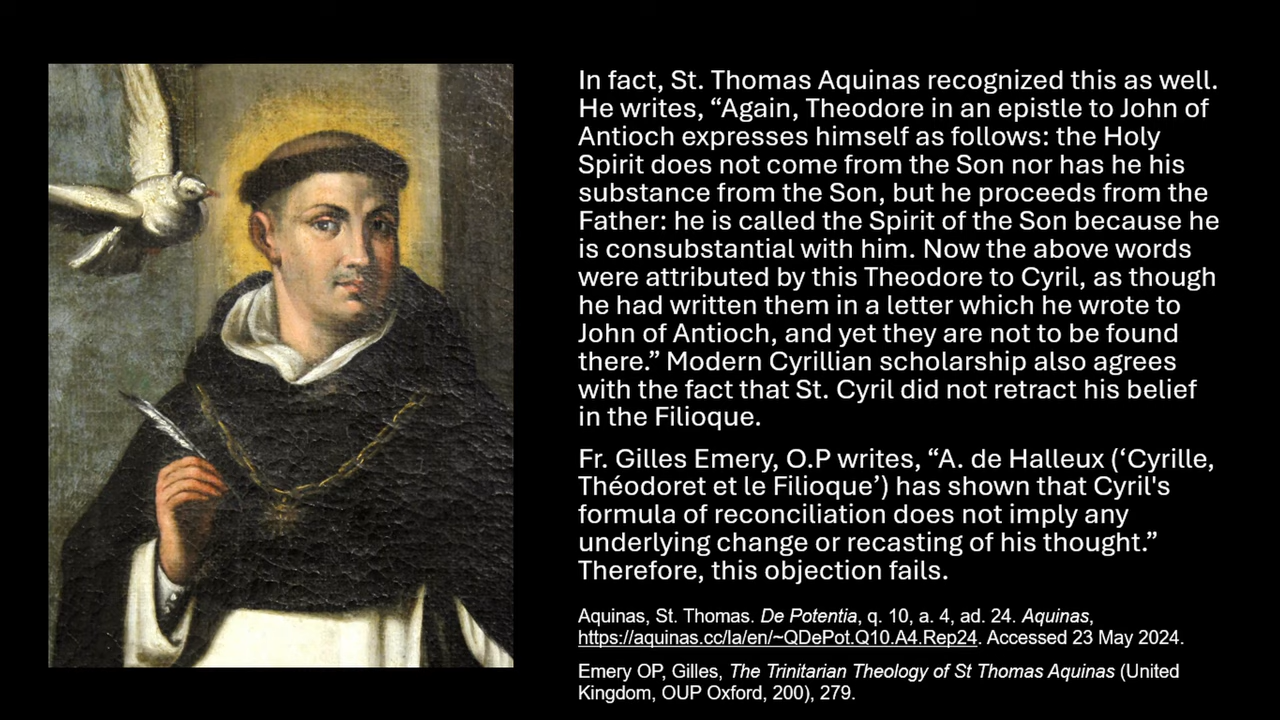 In fact, St. Thomas Aquinas recognized this as well.
He writes, “Again, Theodore in an epistle to John of
Antioch expresses himself as follows: the Holy
Spirit does not come from the Son nor has he his
substance from the Son, but he proceeds from the
Father: he is called the Spirit of the Son because he
is consubstantial with him. Now the above words
were attributed by this Theodore to Cyril, as though
he had written them in a letter which he wrote to
John of Antioch, and yet they are not to be found
there.” Modern Cyrillian scholarship also agrees
with the fact that St. Cyril did not retract his belief
in the Filioque.
Fr. Gilles Emery, O.P writes, “A. de Halleux (‘Cyrille,
Théodoret et le Filioque’) has shown that Cyril's
formula of reconciliation does not imply any
underlying change or recasting of his thought.”
Therefore, this objection fails.
Aquinas, St. Thomas. De Potentia, q. 10, a. 4, ad. 24. Aquinas,
https://aquinas.cc/la/en/~QDePot.Q10.A4.Rep24. Accessed 23 May 2024.
Emery OP, Gilles, The Trinitarian Theology of St Thomas Aquinas (United
Kingdom, OUP Oxford, 200), 279.